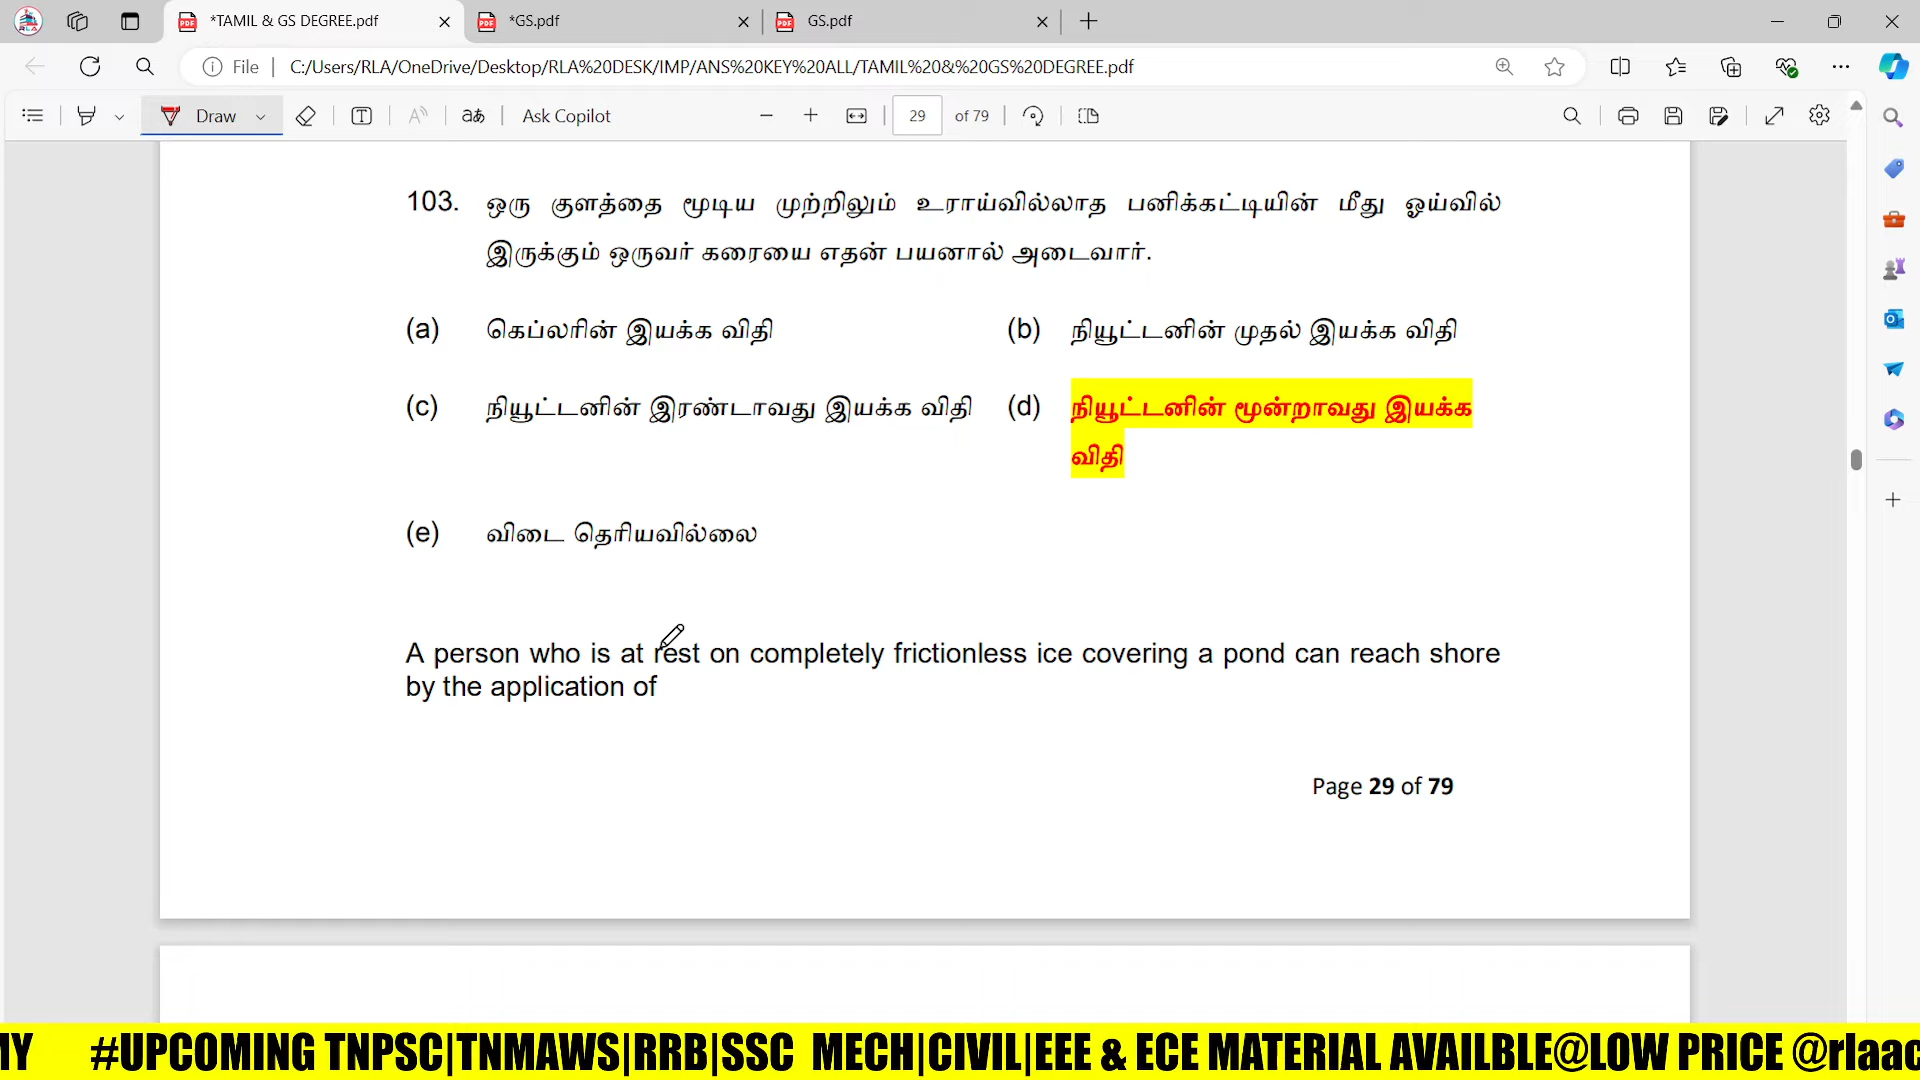 *TAMIL & GS DEGREE.pdf
*GS.pdf
GS.pdf
File
C:/Users/RLA/OneDrive/Desktop/RLA%20DESK/IMP/ANS%20KEY%20ALL/TAMIL%20&%20GS%20DEGREE.pdf
Draw
Ask Copilot
29 of 79
103. ஒரு குளத்தை மூடிய முற்றிலும் உராய்வில்லாத பனிக்கட்டியின் மீது ஓய்வில்
இருக்கும் ஒருவர் கரையை எதன் பயனால் அடைவார்.
(a) கெப்லரின் இயக்க விதி (b) நியூட்டனின் முதல் இயக்க விதி
(c) நியூட்டனின் இரண்டாவது இயக்க விதி (d) நியூட்டனின் மூன்றாவது இயக்க
விதி
(e) விடை தெரியவில்லை
A person who is at rest on completely frictionless ice covering a pond can reach shore
by the application of
Page 29 of 79
MY #UPCOMING TNPSC|TNMAWS|RRB|SSC MECH|CIVIL|EEE & ECE MATERIAL AVAILBLE@LOW PRICE @rlaac